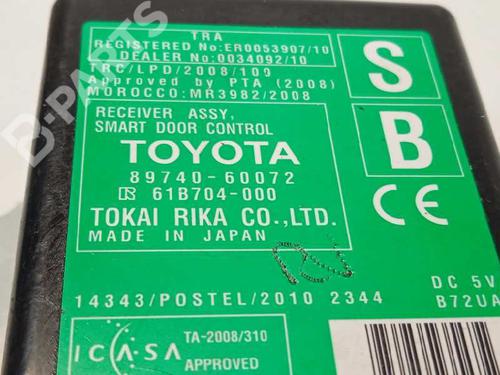 TRA
REGISTERED No:ER0053907/10
DEALER No:0034092/10
TRC/LPD/2008/109
Approved by PTA (2008)
MOROCCO:MR3982/2008
S
RECEIVER ASSY,
SMART DOOR CONTROL
TOYOTA
89740-60072
61B704-000
TOKAI RIKA CO.,LTD.
MADE IN JAPAN
B
CE
14343/POSTEL/2010 2344
DC 5V
B72UA
ICASA
TA-2008/310
APPROVED
B-PARTS